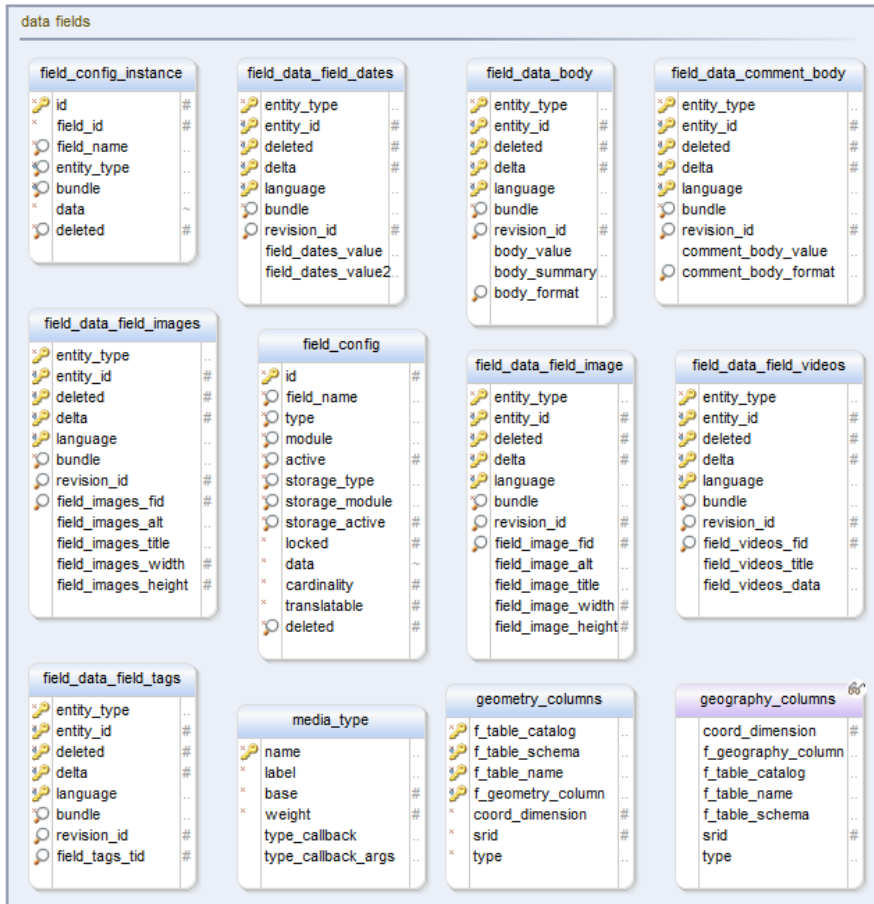 data fields
field_config_instance
id #
field_id #
field_name ..
entity_type ..
bundle ..
data ~
deleted #
field_data_field_dates
entity_type ..
entity_id #
deleted #
delta #
language ..
bundle ..
revision_id #
field_dates_value ..
field_dates_value2..
field_data_body
entity_type ..
entity_id #
deleted #
delta #
language ..
bundle ..
revision_id #
body_value ..
body_summary ..
body_format ..
field_data_comment_body
entity_type ..
entity_id #
deleted #
delta #
language ..
bundle ..
revision_id #
comment_body_value ..
comment_body_format ..
field_data_field_images
entity_type ..
entity_id #
deleted #
delta #
language ..
bundle ..
revision_id #
field_images_fid #
field_images_alt ..
field_images_title ..
field_images_width #
field_images_height #
field_config
id #
field_name ..
type ..
module ..
active #
storage_type ..
storage_module ..
storage_active #
locked #
data ~
cardinality #
translatable #
deleted #
field_data_field_image
entity_type ..
entity_id #
deleted #
delta #
language ..
bundle ..
revision_id #
field_image_fid #
field_image_alt ..
field_image_title ..
field_image_width #
field_image_height #
field_data_field_videos
entity_type ..
entity_id #
deleted #
delta #
language ..
bundle ..
revision_id #
field_videos_fid #
field_videos_title ..
field_videos_data ..
field_data_field_tags
entity_type ..
entity_id #
deleted #
delta #
language ..
bundle ..
revision_id #
field_tags_tid #
media_type
name ..
label ..
base #
weight #
type_callback ..
type_callback_args ..
geometry_columns
f_table_catalog ..
f_table_schema ..
f_table_name ..
f_geometry_column ..
coord_dimension #
srid #
type ..
geography_columns
coord_dimension #
f_geography_column ..
f_table_catalog ..
f_table_name ..
f_table_schema ..
srid #
type ..